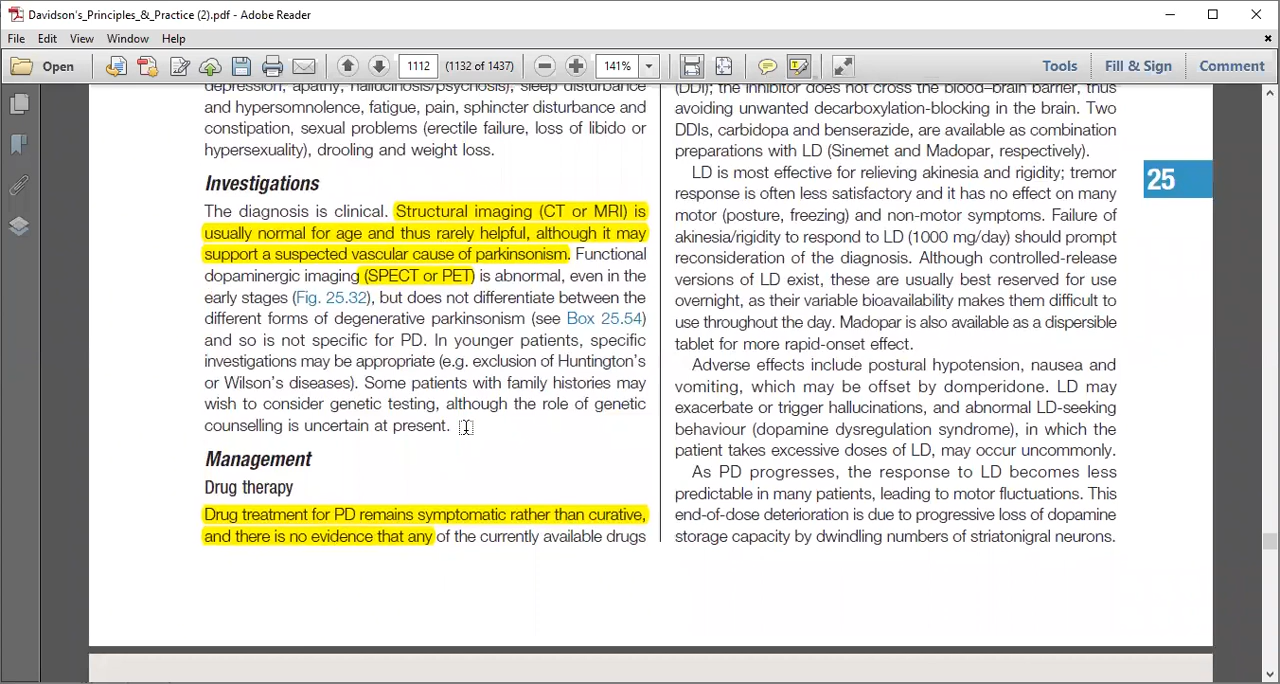 Davidson's_Principles_&_Practice (2).pdf - Adobe Reader
File Edit View Window Help
Open 1112 (1132 of 1437) 141% Tools Fill & Sign Comment
depression, apathy, hallucinosis/psychosis), sleep disturbance
and hypersomnolence, fatigue, pain, sphincter disturbance and
constipation, sexual problems (erectile failure, loss of libido or
hypersexuality), drooling and weight loss.
Investigations
The diagnosis is clinical. Structural imaging (CT or MRI) is
usually normal for age and thus rarely helpful, although it may
support a suspected vascular cause of parkinsonism. Functional
dopaminergic imaging (SPECT or PET) is abnormal, even in the
early stages (Fig. 25.32), but does not differentiate between the
different forms of degenerative parkinsonism (see Box 25.54)
and so is not specific for PD. In younger patients, specific
investigations may be appropriate (e.g. exclusion of Huntington's
or Wilson's diseases). Some patients with family histories may
wish to consider genetic testing, although the role of genetic
counselling is uncertain at present.
Management
Drug therapy
Drug treatment for PD remains symptomatic rather than curative,
and there is no evidence that any of the currently available drugs
(DDI); the inhibitor does not cross the blood–brain barrier, thus
avoiding unwanted decarboxylation-blocking in the brain. Two
DDIs, carbidopa and benserazide, are available as combination
preparations with LD (Sinemet and Madopar, respectively).
LD is most effective for relieving akinesia and rigidity; tremor
response is often less satisfactory and it has no effect on many
motor (posture, freezing) and non-motor symptoms. Failure of
akinesia/rigidity to respond to LD (1000 mg/day) should prompt
reconsideration of the diagnosis. Although controlled-release
versions of LD exist, these are usually best reserved for use
overnight, as their variable bioavailability makes them difficult to
use throughout the day. Madopar is also available as a dispersible
tablet for more rapid-onset effect.
Adverse effects include postural hypotension, nausea and
vomiting, which may be offset by domperidone. LD may
exacerbate or trigger hallucinations, and abnormal LD-seeking
behaviour (dopamine dysregulation syndrome), in which the
patient takes excessive doses of LD, may occur uncommonly.
As PD progresses, the response to LD becomes less
predictable in many patients, leading to motor fluctuations. This
end-of-dose deterioration is due to progressive loss of dopamine
storage capacity by dwindling numbers of striatonigral neurons.
25